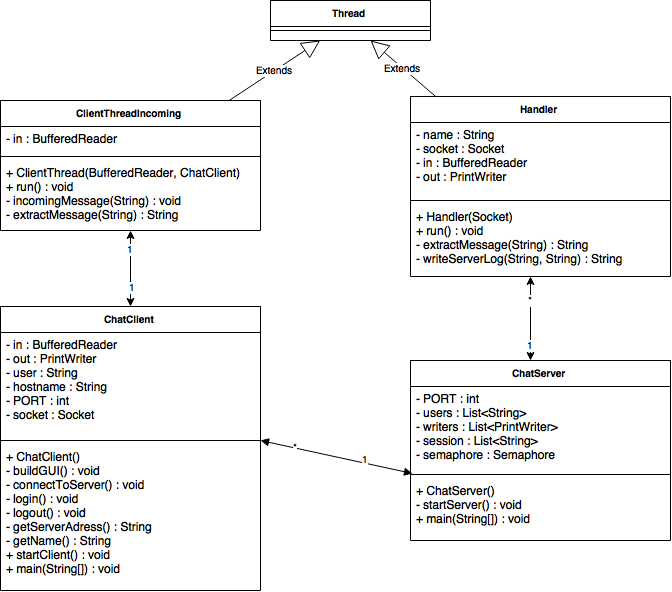 Thread
Extends
Extends
ClientThreadIncoming
- in : BufferedReader
+ ClientThread(BufferedReader, ChatClient)
+ run() : void
- incomingMessage(String) : void
- extractMessage(String) : String
Handler
- name : String
- socket : Socket
- in : BufferedReader
- out : PrintWriter
+ Handler(Socket)
+ run() : void
- extractMessage(String) : String
- writeServerLog(String, String) : String
1
1
*
1
ChatClient
- in : BufferedReader
- out : PrintWriter
- user : String
- hostname : String
- PORT : int
- socket : Socket
+ ChatClient()
- buildGUI() : void
- connectToServer() : void
- login() : void
- logout() : void
- getServerAdress() : String
- getName() : String
+ startClient() : void
+ main(String[]) : void
*
1
ChatServer
- PORT : int
- users : List<String>
- writers : List<PrintWriter>
- session : List<String>
- semaphore : Semaphore
+ ChatServer()
- startServer() : void
+ main(String[]) : void